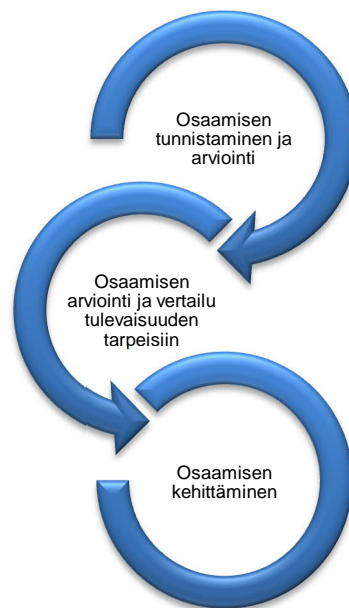 Osaamisen
tunnistaminen ja
arviointi
Osaamisen
arviointi ja vertailu
tulevaisuuden
tarpeisiin
Osaamisen
kehittäminen